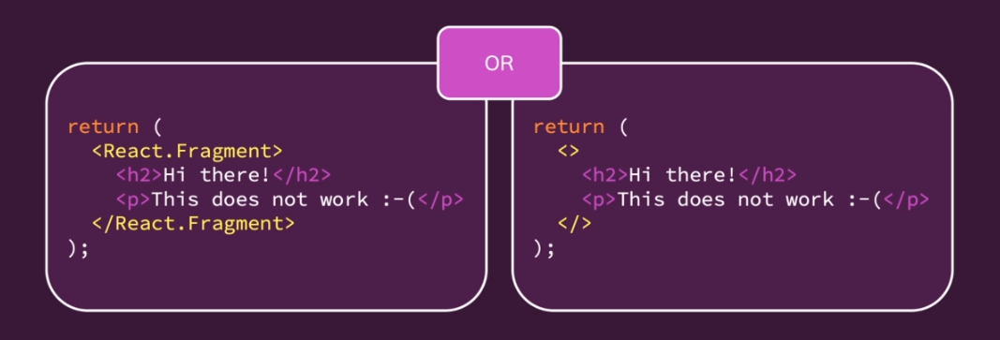 OR
return (
  <React.Fragment>
    <h2>Hi there!</h2>
    <p>This does not work :-(</p>
  </React.Fragment>
);
return (
  <>
    <h2>Hi there!</h2>
    <p>This does not work :-(</p>
  </>
);